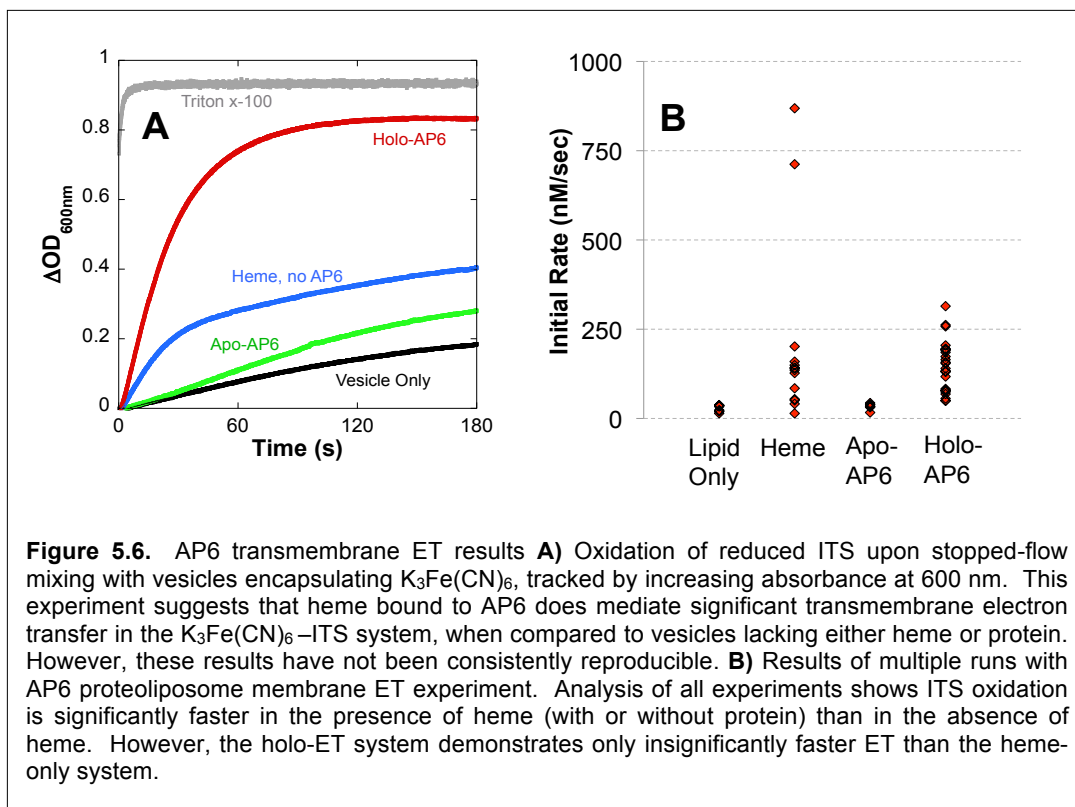 1
0.8
0.6
0.4
0.2
0
ΔOD600nm
Triton x-100
A
Holo-AP6
Heme, no AP6
Apo-AP6
Vesicle Only
0 60 120 180
Time (s)
B
1000
750
500
250
0
Initial Rate (nM/sec)
Lipid Only
Heme
Apo-AP6
Holo-AP6
Figure 5.6. AP6 transmembrane ET results A) Oxidation of reduced ITS upon stopped-flow
mixing with vesicles encapsulating K3Fe(CN)6, tracked by increasing absorbance at 600 nm. This
experiment suggests that heme bound to AP6 does mediate significant transmembrane electron
transfer in the K3Fe(CN)6 –ITS system, when compared to vesicles lacking either heme or protein.
However, these results have not been consistently reproducible. B) Results of multiple runs with
AP6 proteoliposome membrane ET experiment. Analysis of all experiments shows ITS oxidation
is significantly faster in the presence of heme (with or without protein) than in the absence of
heme. However, the holo-ET system demonstrates only insignificantly faster ET than the heme-
only system.